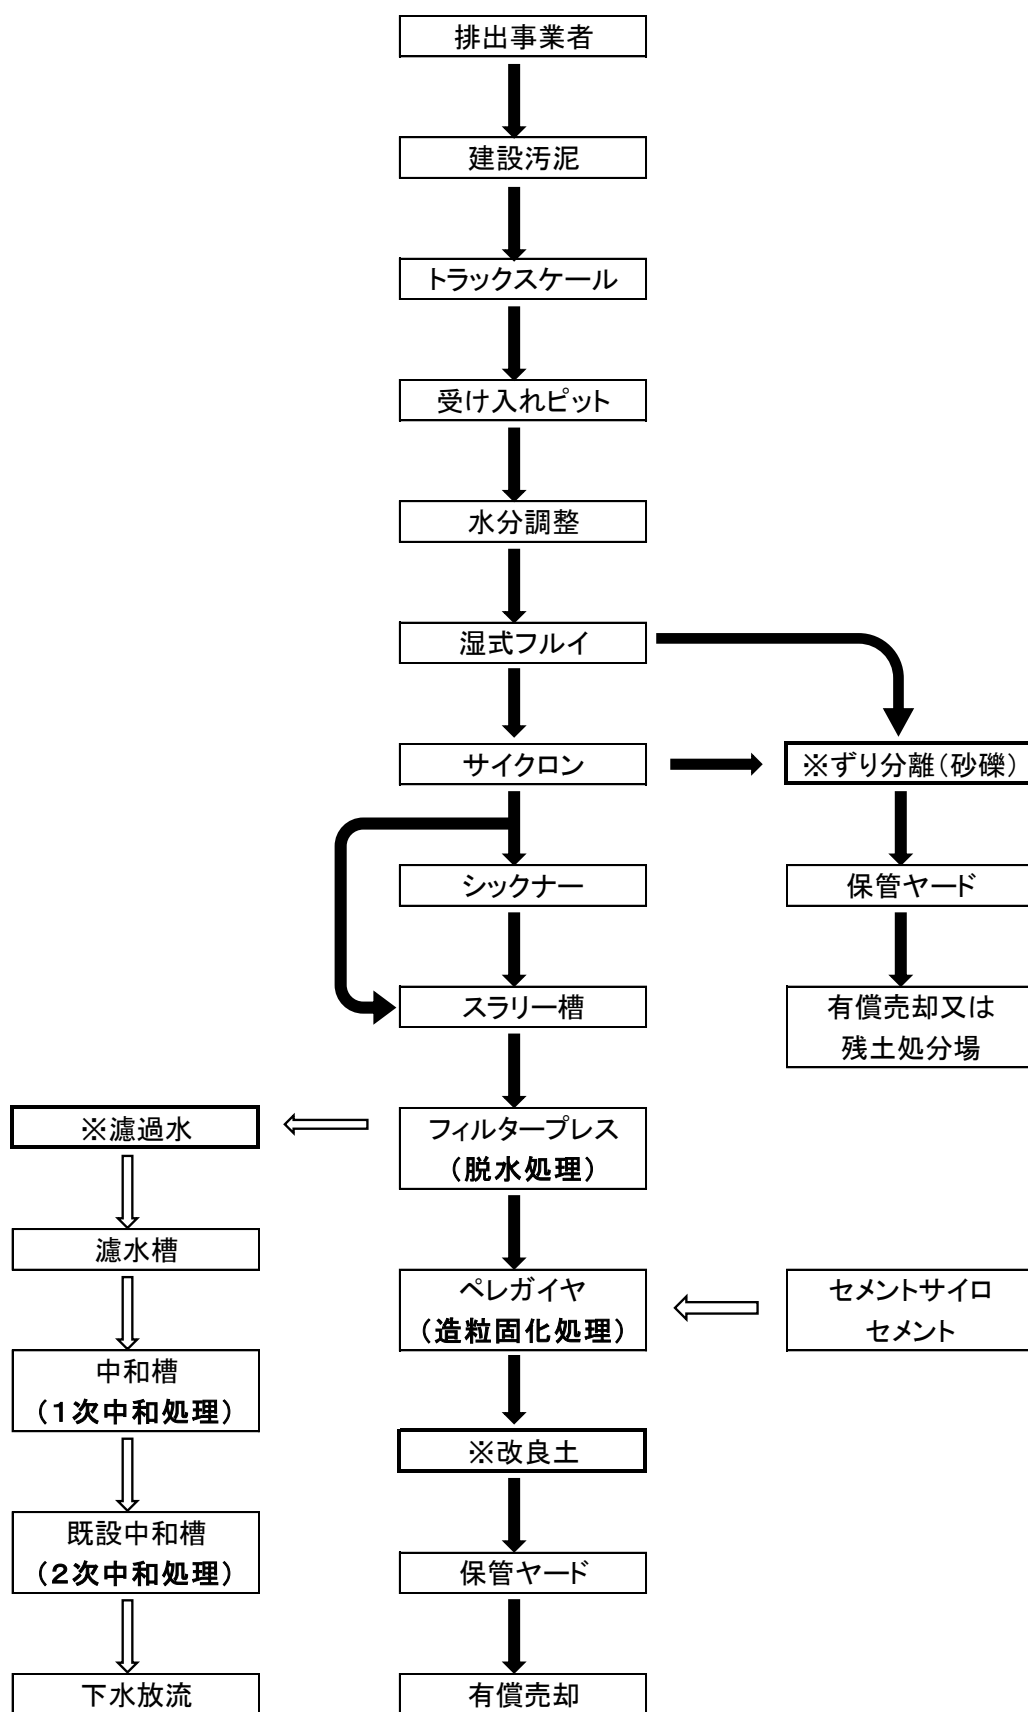 排出事業者
建設汚泥
トラックスケール
受け入れピット
水分調整
湿式フルイ
サイクロン
※ずり分離(砂礫)
シックナー
保管ヤード
スラリー槽
有償売却又は
残土処分場
※濾過水
フィルタープレス
(脱水処理)
濾水槽
ペレガイヤ
(造粒固化処理)
セメントサイロ
セメント
中和槽
(1次中和処理)
※改良土
既設中和槽
(2次中和処理)
保管ヤード
下水放流
有償売却